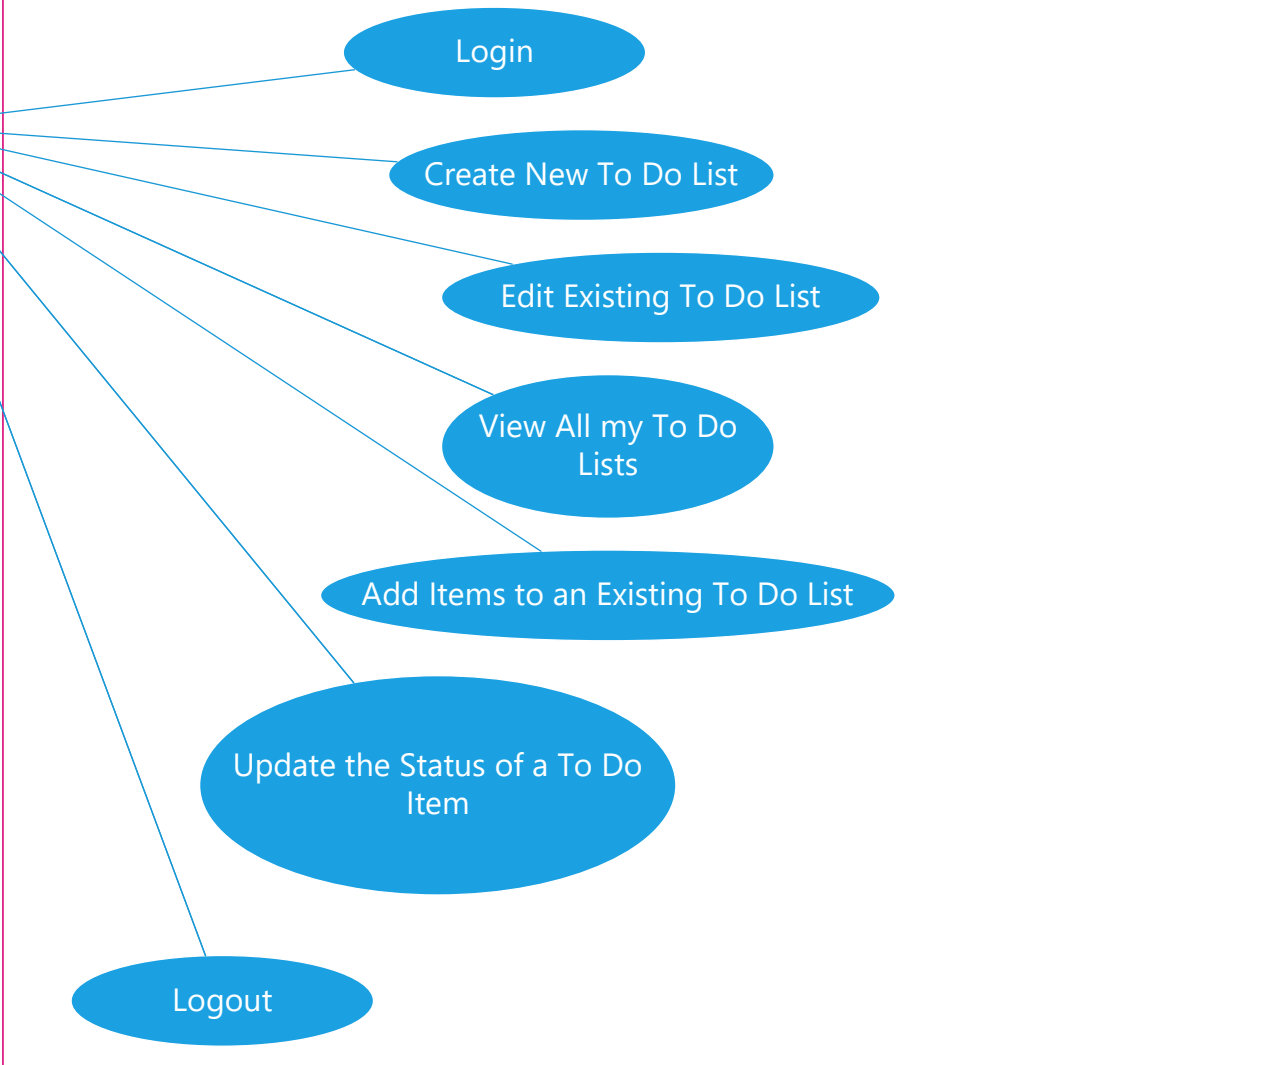 Login
Create New To Do List
Edit Existing To Do List
View All my To Do
Lists
Add Items to an Existing To Do List
Update the Status of a To Do
Item
Logout